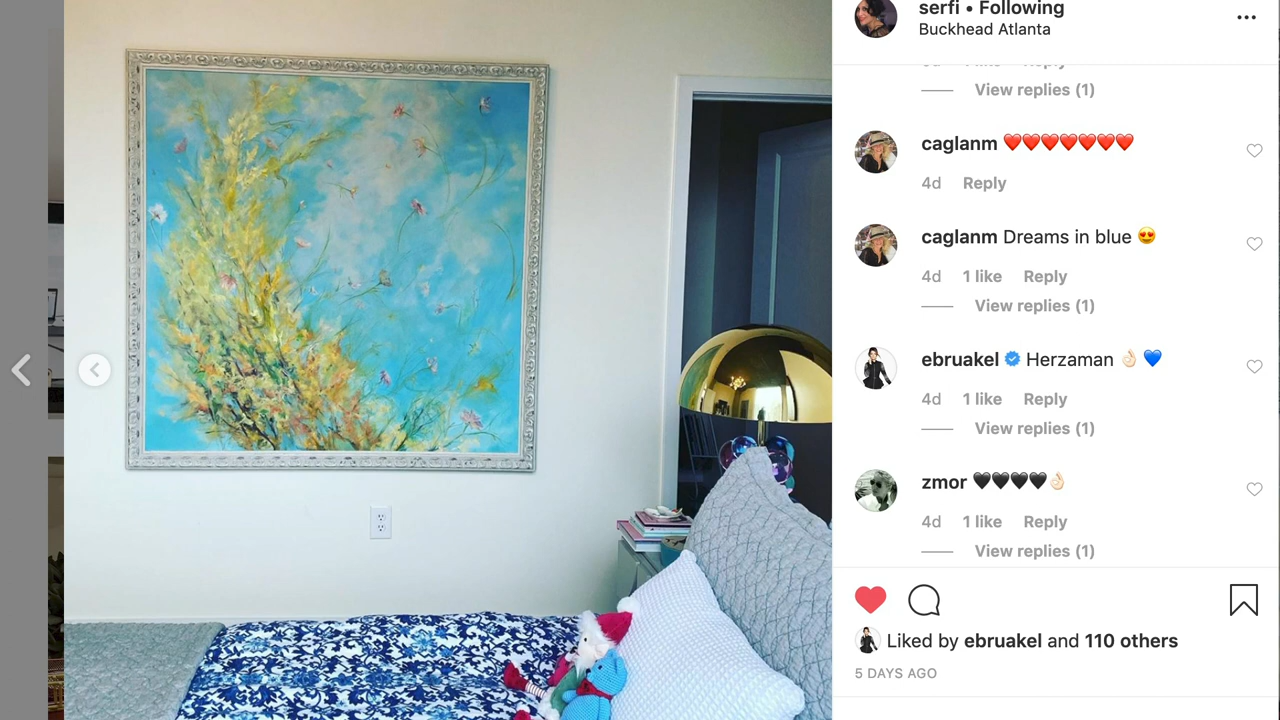 serfi • Following
Buckhead Atlanta
View replies (1)
caglanm ❤️❤️❤️❤️❤️❤️❤️
4d Reply
caglanm Dreams in blue 😍
4d 1 like Reply
View replies (1)
ebruakel Herzaman 👌🏻 💙
4d 1 like Reply
View replies (1)
zmor 🖤🖤🖤🖤👌🏻
4d 1 like Reply
View replies (1)
Liked by ebruakel and 110 others
5 DAYS AGO